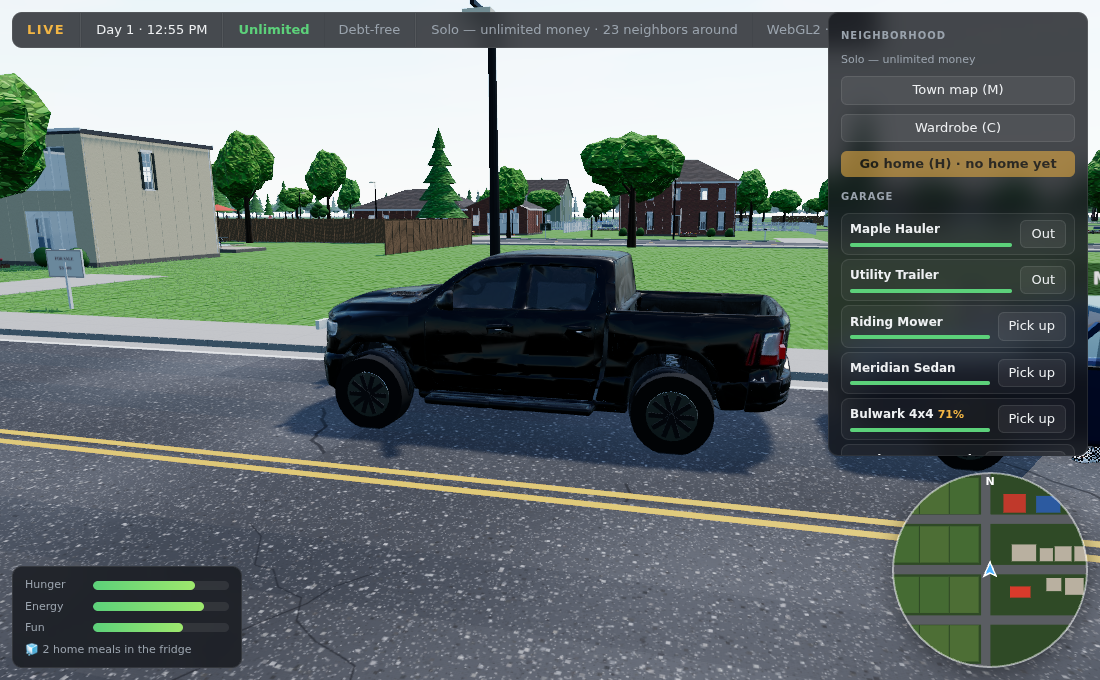 LIVE
Day 1 · 12:55 PM
Unlimited
Debt-free
Solo — unlimited money · 23 neighbors around
WebGL2 ·
NEIGHBORHOOD
Solo — unlimited money
Town map (M)
Wardrobe (C)
Go home (H) · no home yet
GARAGE
Maple Hauler
Out
Utility Trailer
Out
Riding Mower
Pick up
Meridian Sedan
Pick up
Bulwark 4x4 71%
Pick up
N
Hunger
Energy
Fun
2 home meals in the fridge